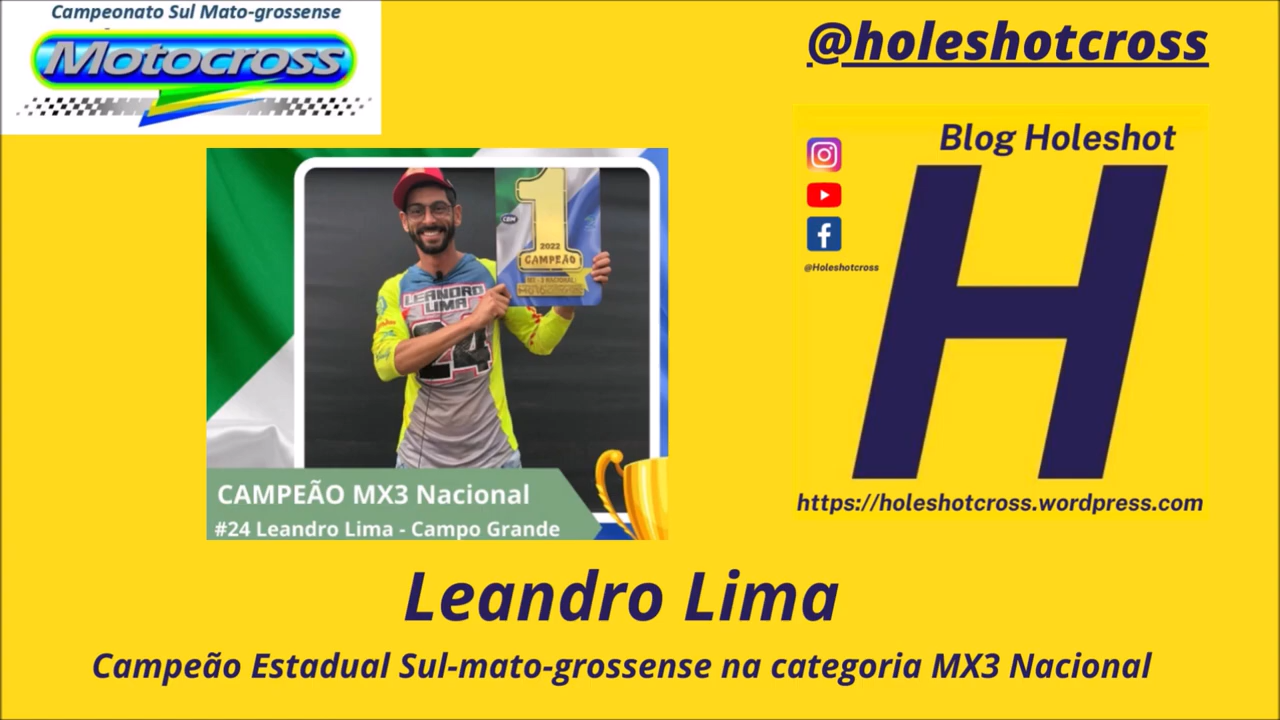 Campeonato Sul Mato-grossense
Motocross
@holeshotcross
Blog Holeshot
H
@Holeshotcross
https://holeshotcross.wordpress.com
1
CBM
2022
CAMPEÃO
LEANDRO
LIMA
24
CAMPEÃO MX3 Nacional
#24 Leandro Lima - Campo Grande
Leandro Lima
Campeão Estadual Sul-mato-grossense na categoria MX3 Nacional